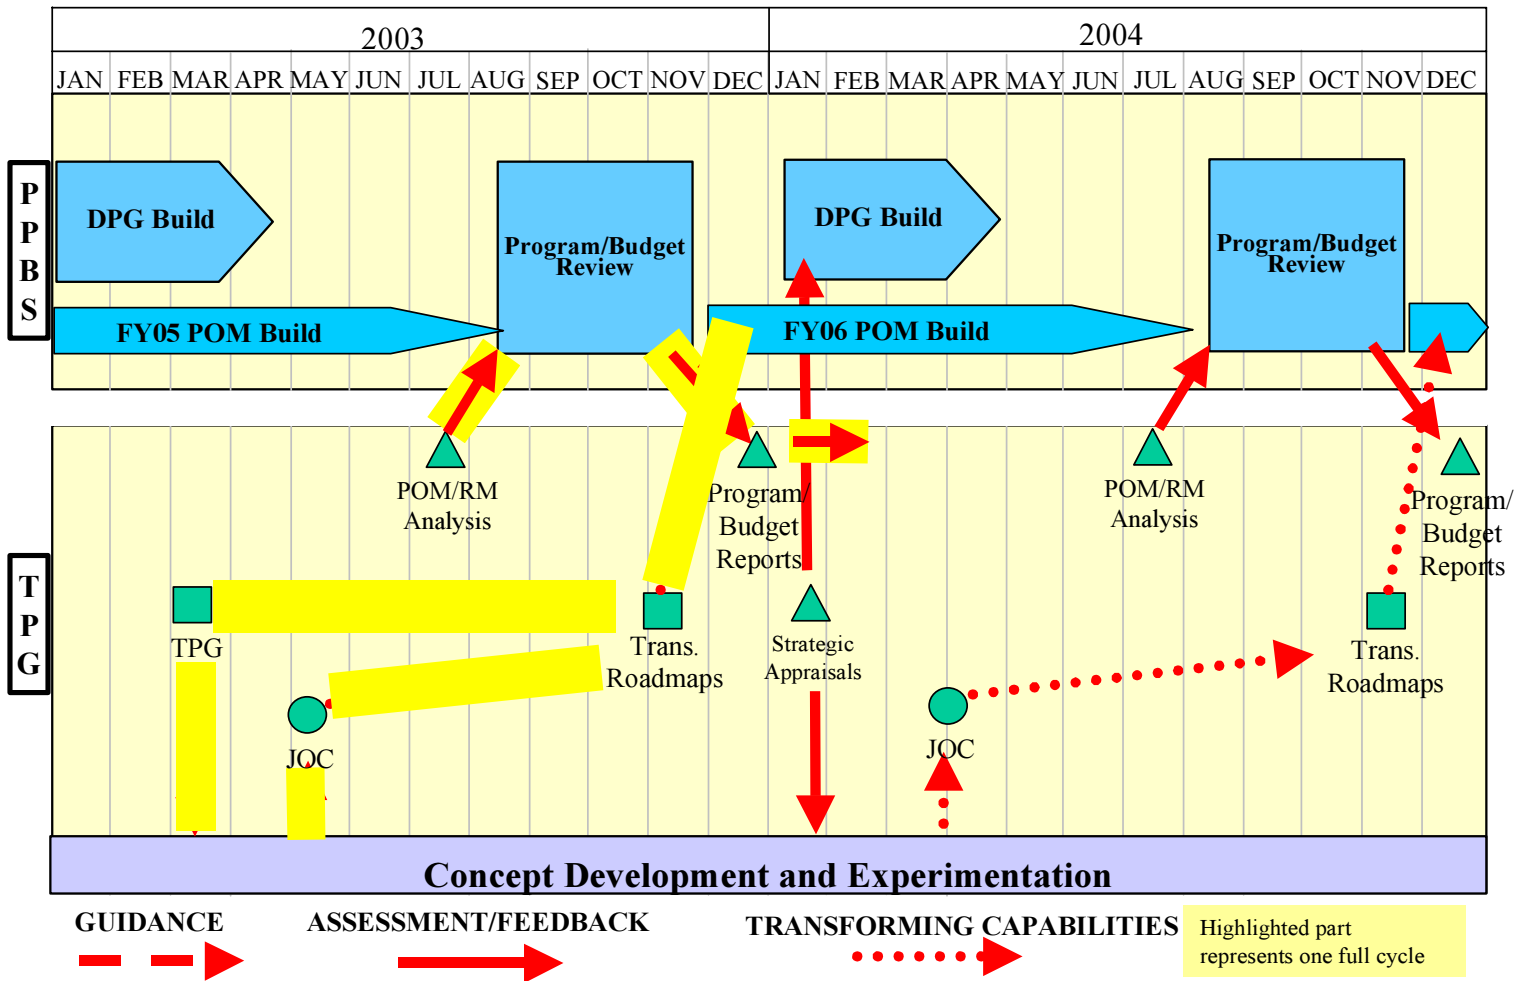 2003
2004
JAN FEB MAR APR MAY JUN JUL AUG SEP OCT NOV DEC JAN FEB MAR APR MAY JUN JUL AUG SEP OCT NOV DEC
PPBS
DPG Build
Program/Budget
Review
FY05 POM Build
DPG Build
Program/Budget
Review
FY06 POM Build
TPG
POM/RM
Analysis
Program/
Budget
Reports
POM/RM
Analysis
Program/
Budget
Reports
TPG
Trans.
Roadmaps
Strategic
Appraisals
Trans.
Roadmaps
JOC
JOC
Concept Development and Experimentation
GUIDANCE
ASSESSMENT/FEEDBACK
TRANSFORMING CAPABILITIES
Highlighted part
represents one full cycle